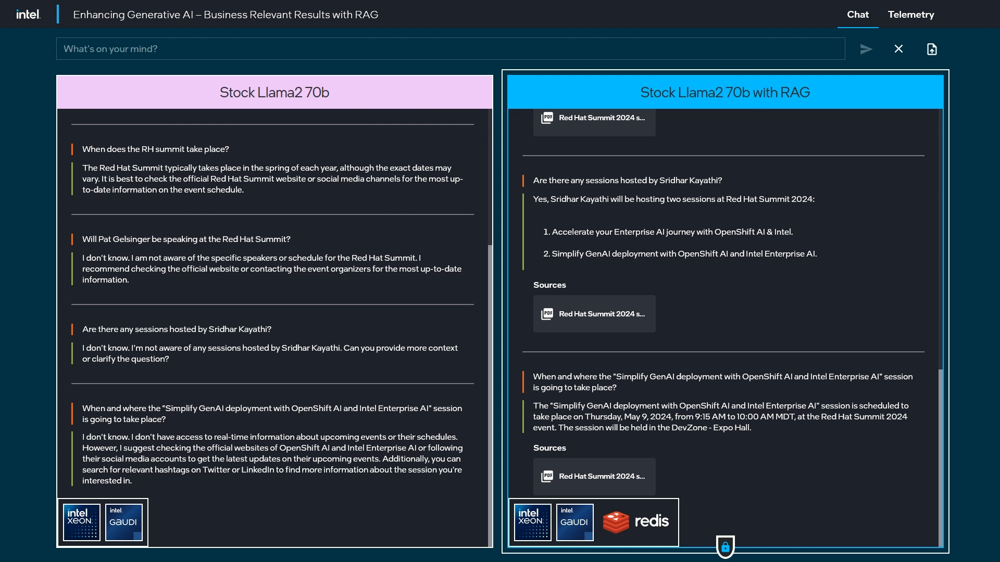 intel.
Enhancing Generative AI – Business Relevant Results with RAG
Chat
Telemetry
What's on your mind?
Stock Llama2 70b
When does the RH summit take place?
The Red Hat Summit typically takes place in the spring of each year, although the exact dates may
vary. It is best to check the official Red Hat Summit website or social media channels for the most up-
to-date information on the event schedule.
Will Pat Gelsinger be speaking at the Red Hat Summit?
I don't know. I am not aware of the specific speakers or schedule for the Red Hat Summit. I
recommend checking the official website or contacting the event organizers for the most up-to-date
information.
Are there any sessions hosted by Sridhar Kayathi?
I don't know. I'm not aware of any sessions hosted by Sridhar Kayathi. Can you provide more context
or clarify the question?
When and where the "Simplify GenAI deployment with OpenShift AI and Intel Enterprise AI" session
is going to take place?
I don't know. I don't have access to real-time information about upcoming events or their schedules.
However, I suggest checking the official websites of OpenShift AI and Intel Enterprise AI or following
their social media accounts to get the latest updates on their upcoming events. Additionally, you can
search for relevant hashtags on Twitter or LinkedIn to find more information about the session you're
interested in.
intel
XEON
intel.
GAUDI
Stock Llama2 70b with RAG
PDF
Red Hat Summit 2024 s...
Are there any sessions hosted by Sridhar Kayathi?
Yes, Sridhar Kayathi will be hosting two sessions at Red Hat Summit 2024:
1. Accelerate your Enterprise AI journey with OpenShift AI & Intel.
2. Simplify GenAI deployment with OpenShift AI and Intel Enterprise AI.
Sources
PDF
Red Hat Summit 2024 s...
When and where the "Simplify GenAI deployment with OpenShift AI and Intel Enterprise AI" session
is going to take place?
The "Simplify GenAI deployment with OpenShift AI and Intel Enterprise AI" session is scheduled to
take place on Thursday, May 9, 2024, from 9:15 AM to 10:00 AM MDT, at the Red Hat Summit 2024
event. The session will be held in the DevZone - Expo Hall.
Sources
PDF
Red Hat Summit 2024 s...
intel
XEON
intel.
GAUDI
redis